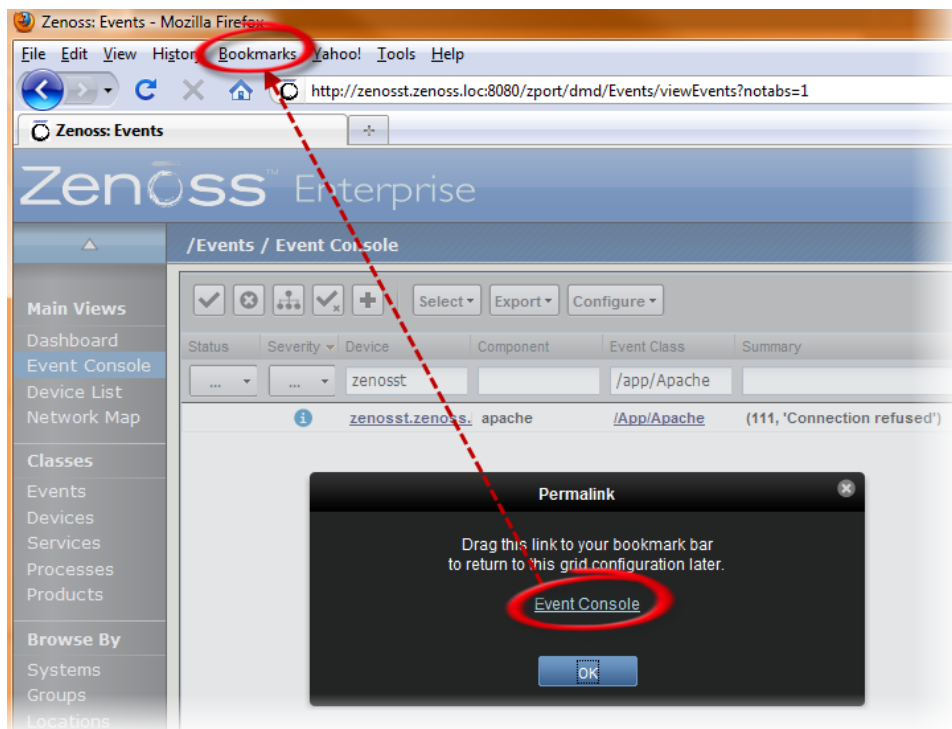 Zenoss: Events - Mozilla Firefox
File Edit View History Bookmarks Yahoo! Tools Help
http://zenosst.zenoss.loc:8080/zport/dmd/Events/viewEvents?notabs=1
Zenoss: Events
Zenoss™ Enterprise
/Events / Event Console
Main Views
Dashboard
Event Console
Device List
Network Map
Classes
Events
Devices
Services
Processes
Products
Browse By
Systems
Groups
Locations
Select Export Configure
Status Severity Device Component Event Class Summary
... ... zenosst /app/Apache
zenosst.zenoss. apache /App/Apache (111, 'Connection refused')
Permalink
Drag this link to your bookmark bar
to return to this grid configuration later.
Event Console
OK